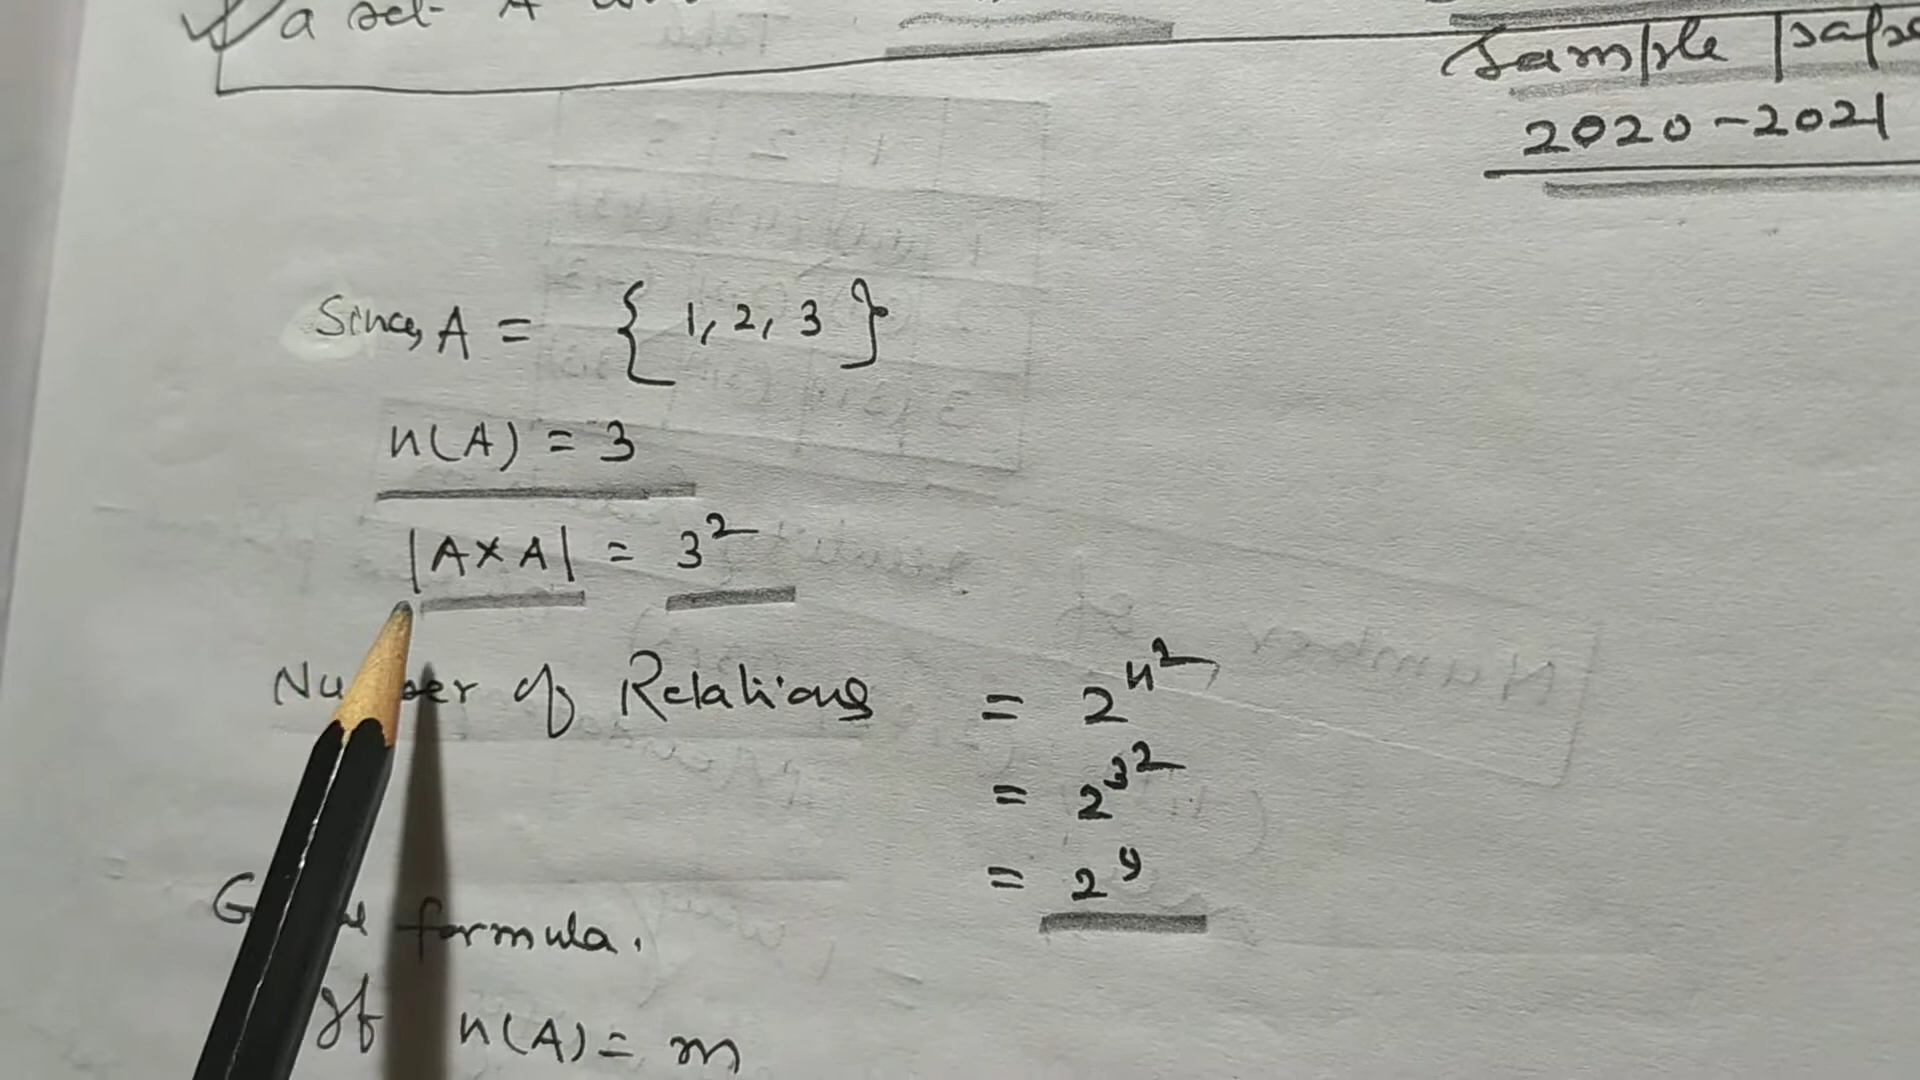 a set A
Sample
2020-2021
Since, A = { 1, 2, 3 }
n(A) = 3
|A×A| = 3²
Number of Relations = 2^n²
= 2^3²
= 2^9
formula.
If n(A) = m